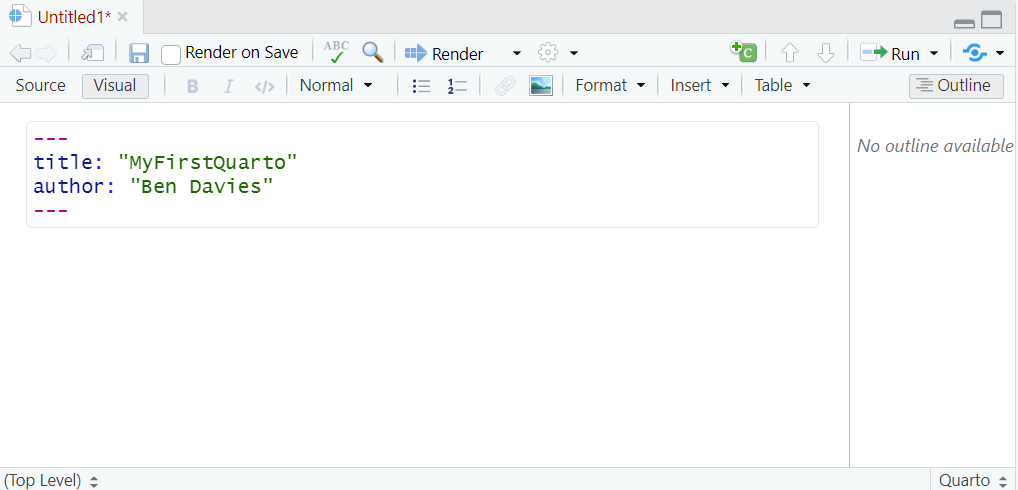 Untitled1*
Render on Save ABC Render C Run
Source Visual B I </> Normal Format Insert Table Outline
---
title: "MyFirstQuarto"
author: "Ben Davies"
---
No outline available
(Top Level) Quarto